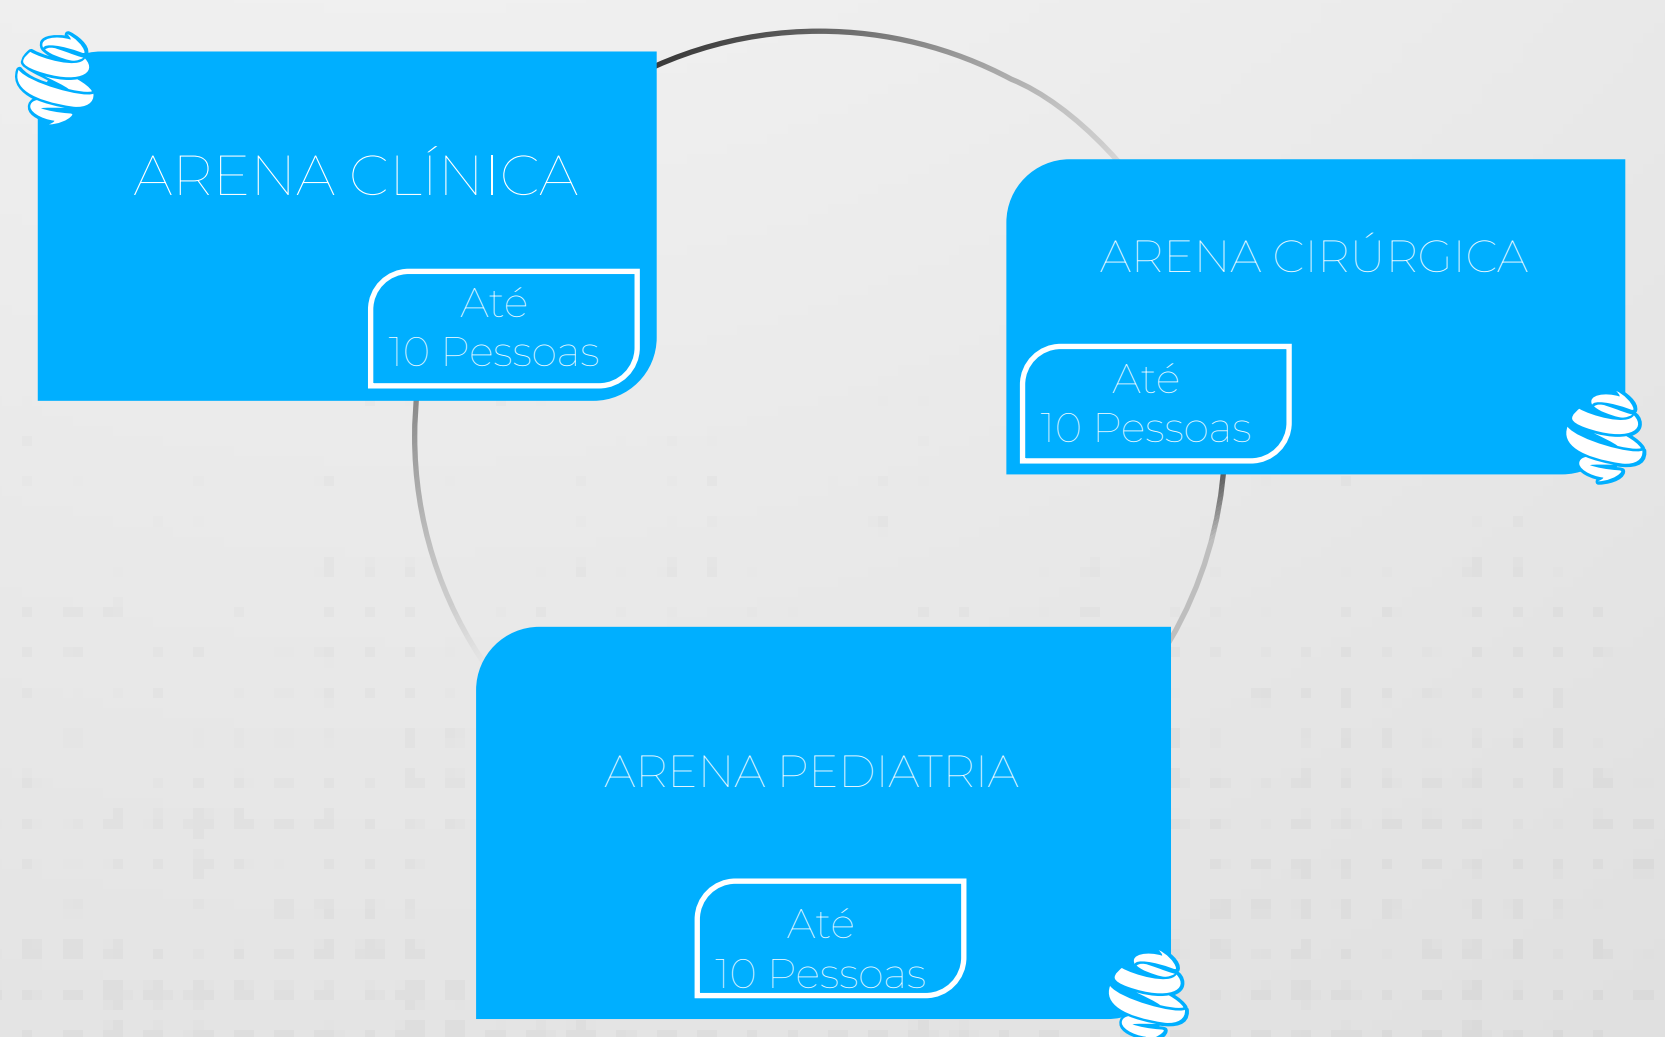 ARENA CLÍNICA
Até
10 Pessoas
ARENA CIRÚRGICA
Até
10 Pessoas
ARENA PEDIATRIA
Até
10 Pessoas